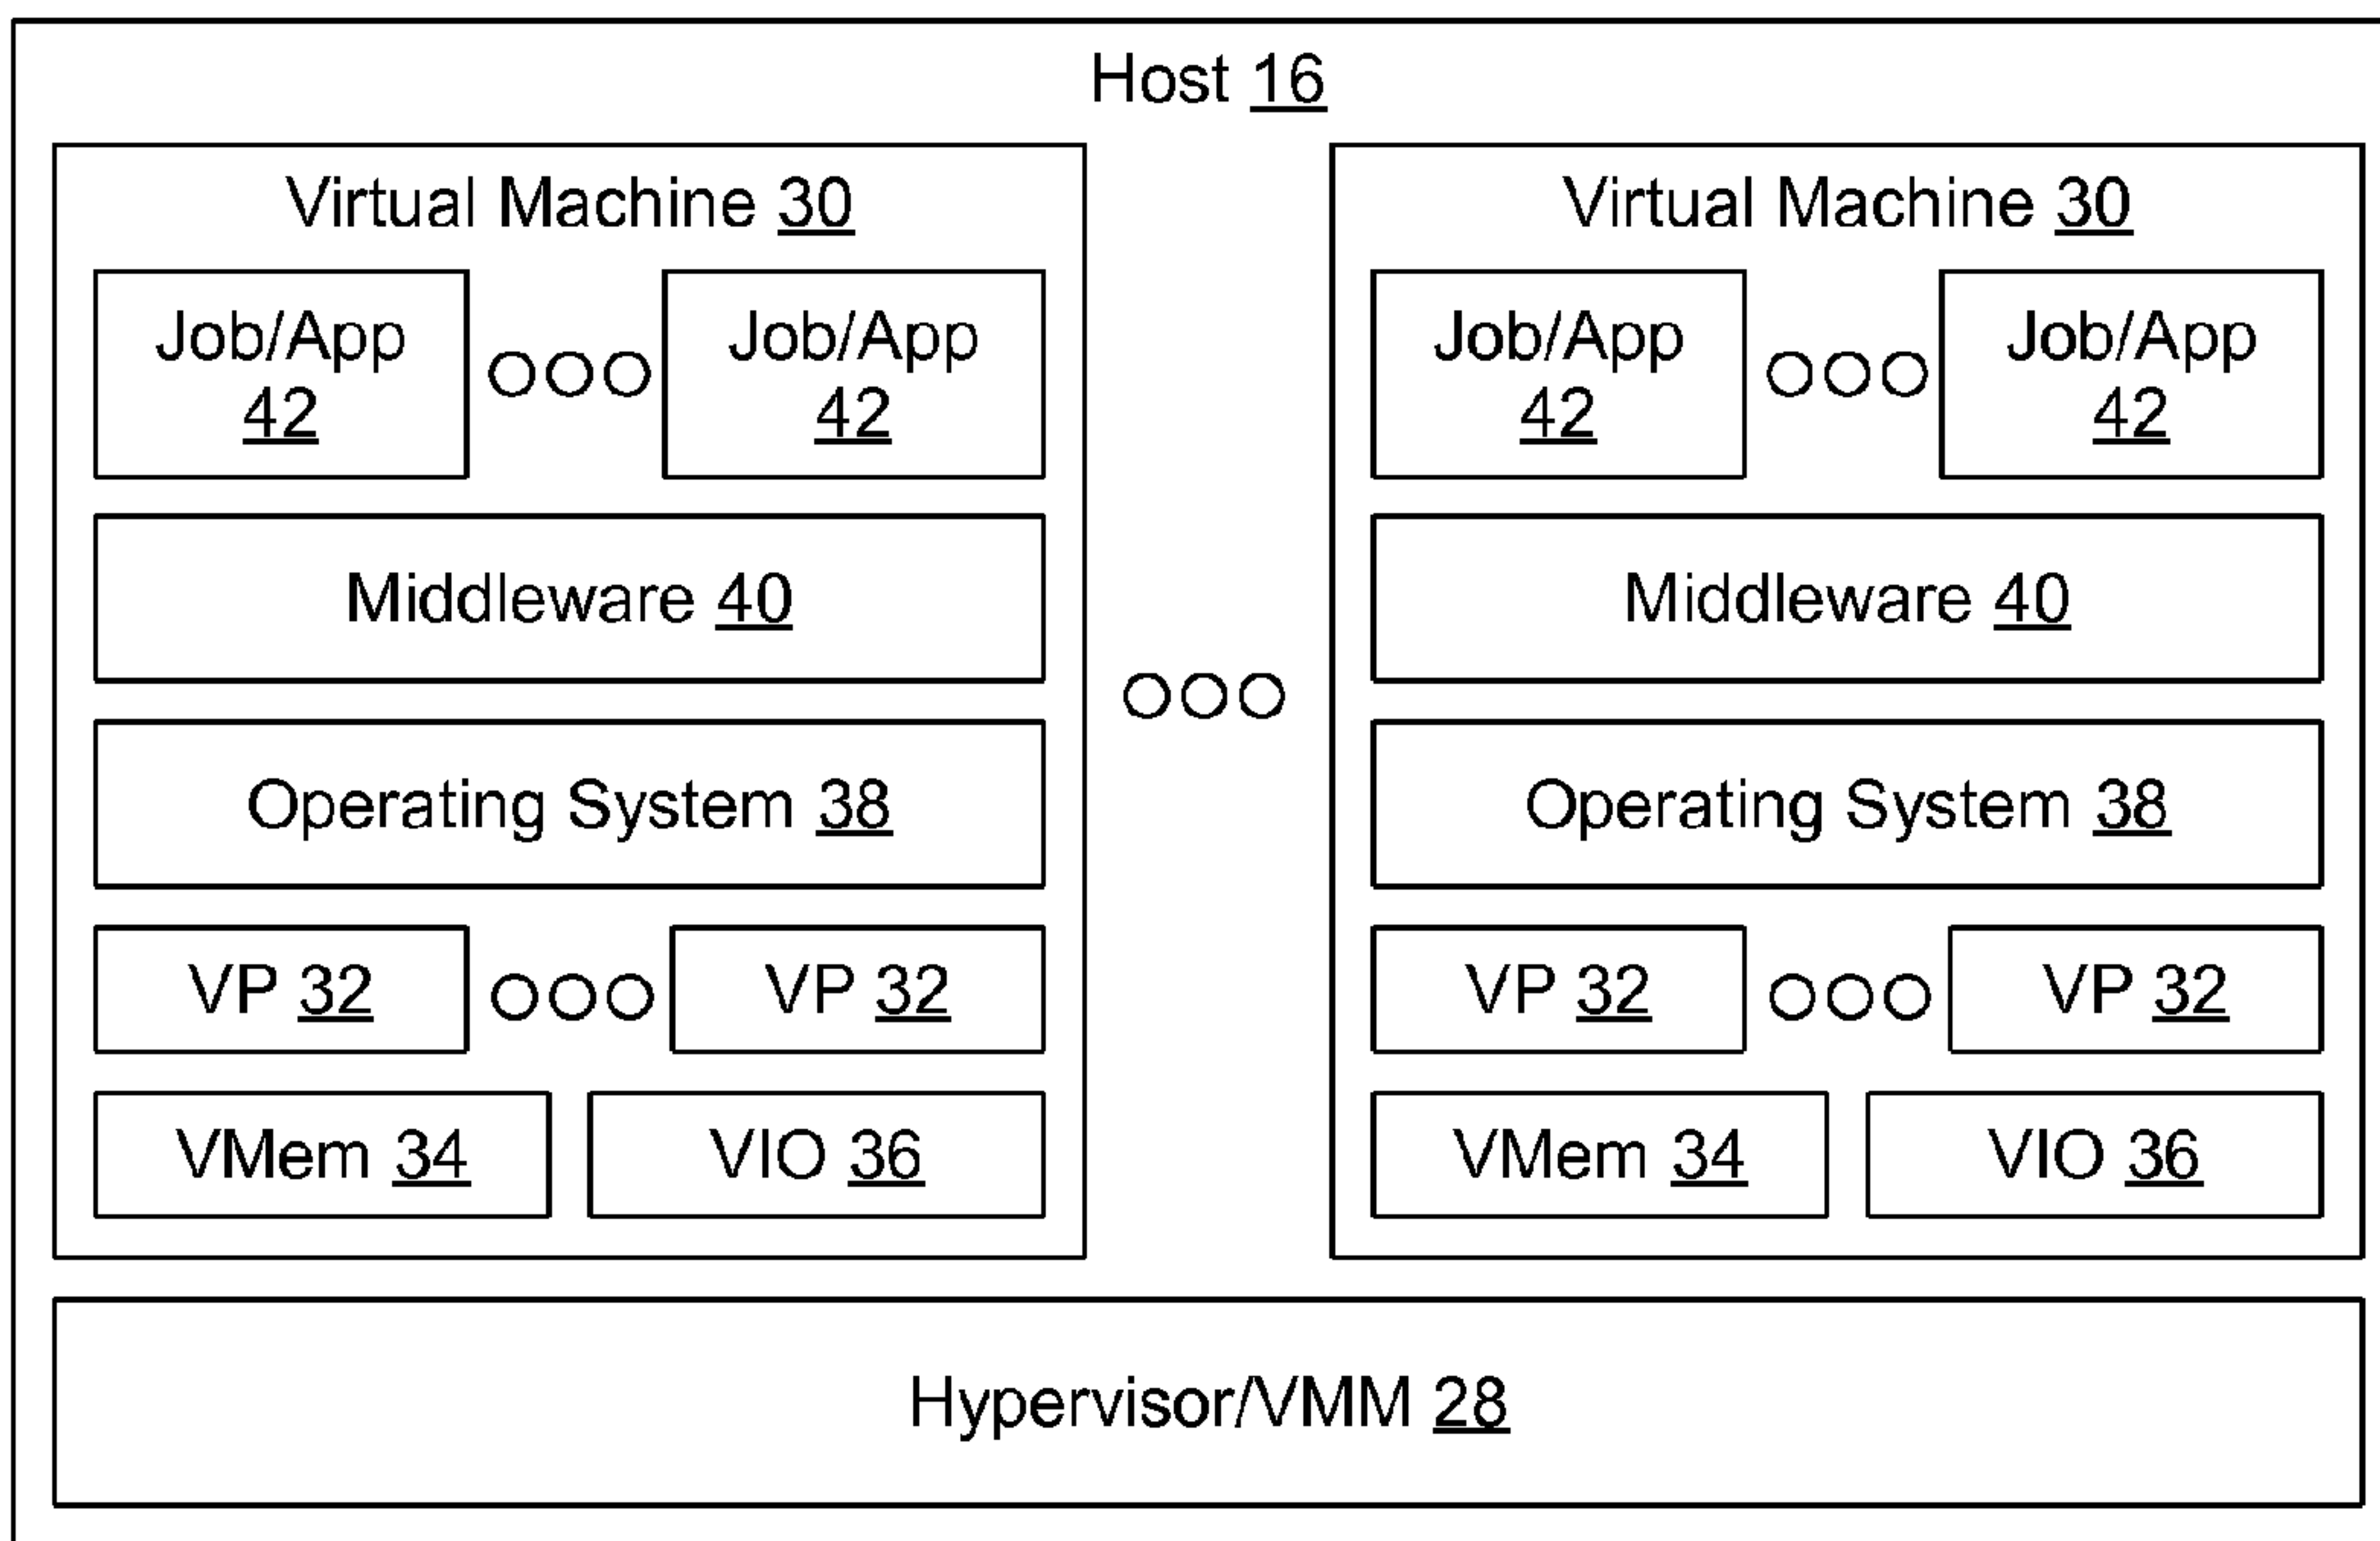 Host 16
Virtual Machine 30
Job/App
42
Job/App
42
Middleware 40
Operating System 38
VP 32
VP 32
VMem 34
VIO 36
Virtual Machine 30
Job/App
42
Job/App
42
Middleware 40
Operating System 38
VP 32
VP 32
VMem 34
VIO 36
Hypervisor/VMM 28